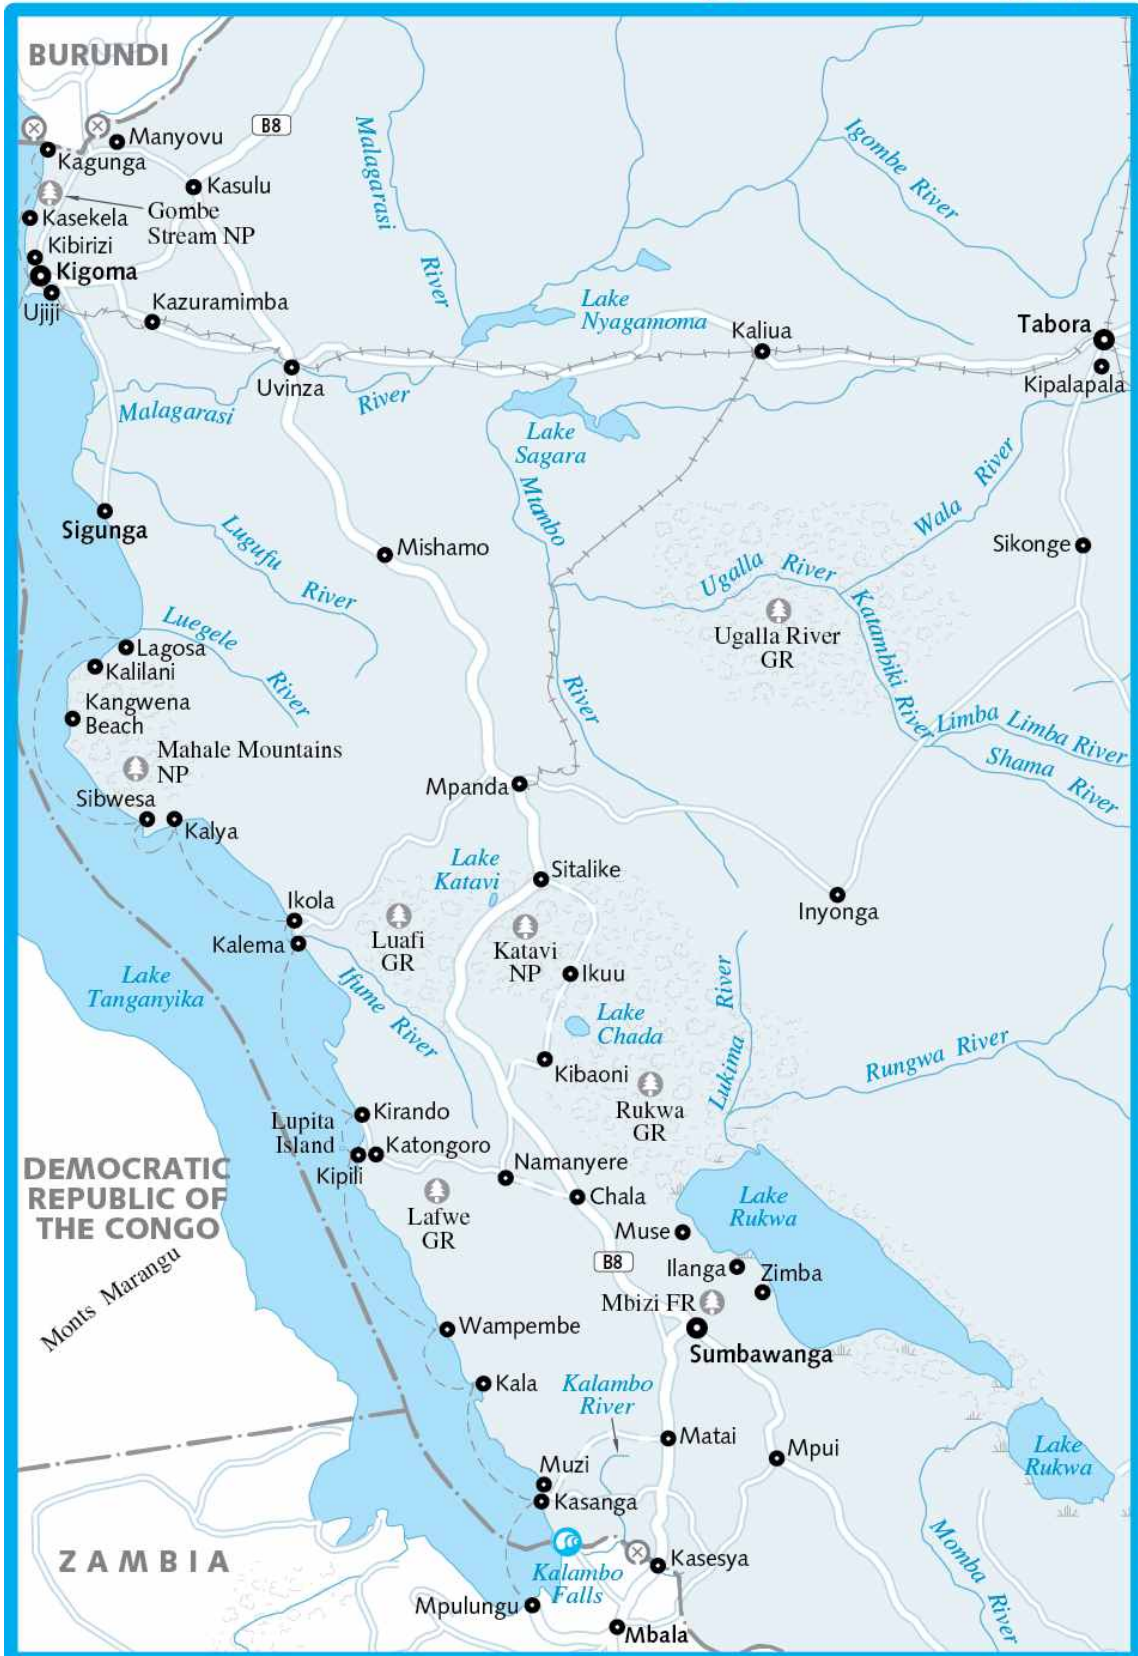 BURUNDI
B8
Manyovu
Kagunga
Malagarasi
River
Igombe River
Kasulu
Gombe
Stream NP
Kasekela
Kibirizi
Kigoma
Ujiji
Kazuramimba
Lake
Nyagamoma
Kaliua
Tabora
Kipalapala
Uvinza
Malagarasi
River
Lake
Sagara
Mtambo
River
Wala River
Sigunga
Lugufu
River
Mishamo
Sikonge
Ugalla River
Katambiki River
Ugalla River
GR
Luegele
River
Lagosa
Kalilani
Kangwena
Beach
Limba Limba River
Shama River
Mahale Mountains
NP
Mpanda
Sibwesa
Kalya
Lake
Katavi
Sitalike
Ikola
Inyonga
Kalema
Luafi
GR
Katavi
NP
Ikuu
Lake
Tanganyika
Ifume River
Lake
Chada
Lukima River
Rungwa River
Kibaoni
Rukwa
GR
Kirando
Lupita
Island
Katongoro
Kipili
Namanyere
Chala
DEMOCRATIC
REPUBLIC OF
THE CONGO
Lafwe
GR
Lake
Rukwa
Muse
B8
Ilanga
Zimba
Monts Marangu
Mbizi FR
Wampembe
Sumbawanga
Kala
Kalambo
River
Matai
Mpui
Lake
Rukwa
Muzi
Kasanga
ZAMBIA
Kalambo
Falls
Kasesya
Momba River
Mpulungu
Mbala